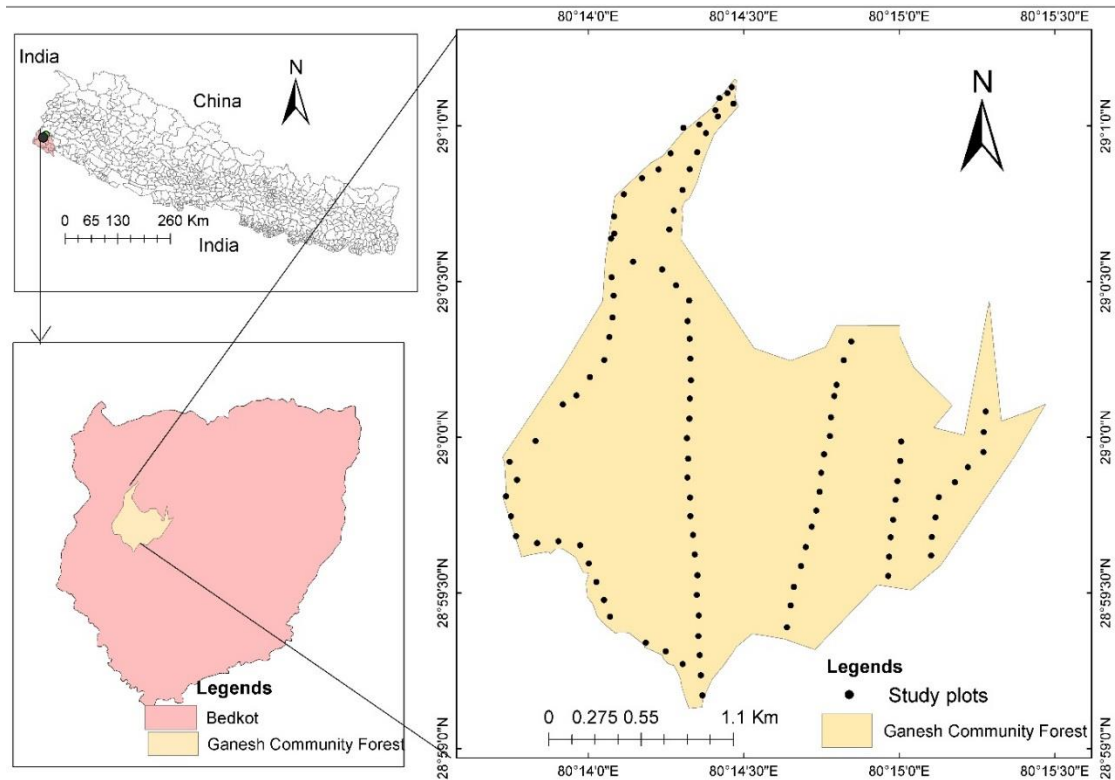 India
China
N
0 65 130 260 Km
India
Legends
Bedkot
Ganesh Community Forest
80°14'0"E 80°14'30"E 80°15'0"E 80°15'30"E
29°1'0"N
29°0'30"N
29°0'0"N
28°59'30"N
28°59'0"N
29°1'0"N
29°0'30"N
29°0'0"N
28°59'30"N
28°59'0"N
N
Legends
Study plots
Ganesh Community Forest
0 0.275 0.55 1.1 Km
80°14'0"E 80°14'30"E 80°15'0"E 80°15'30"E